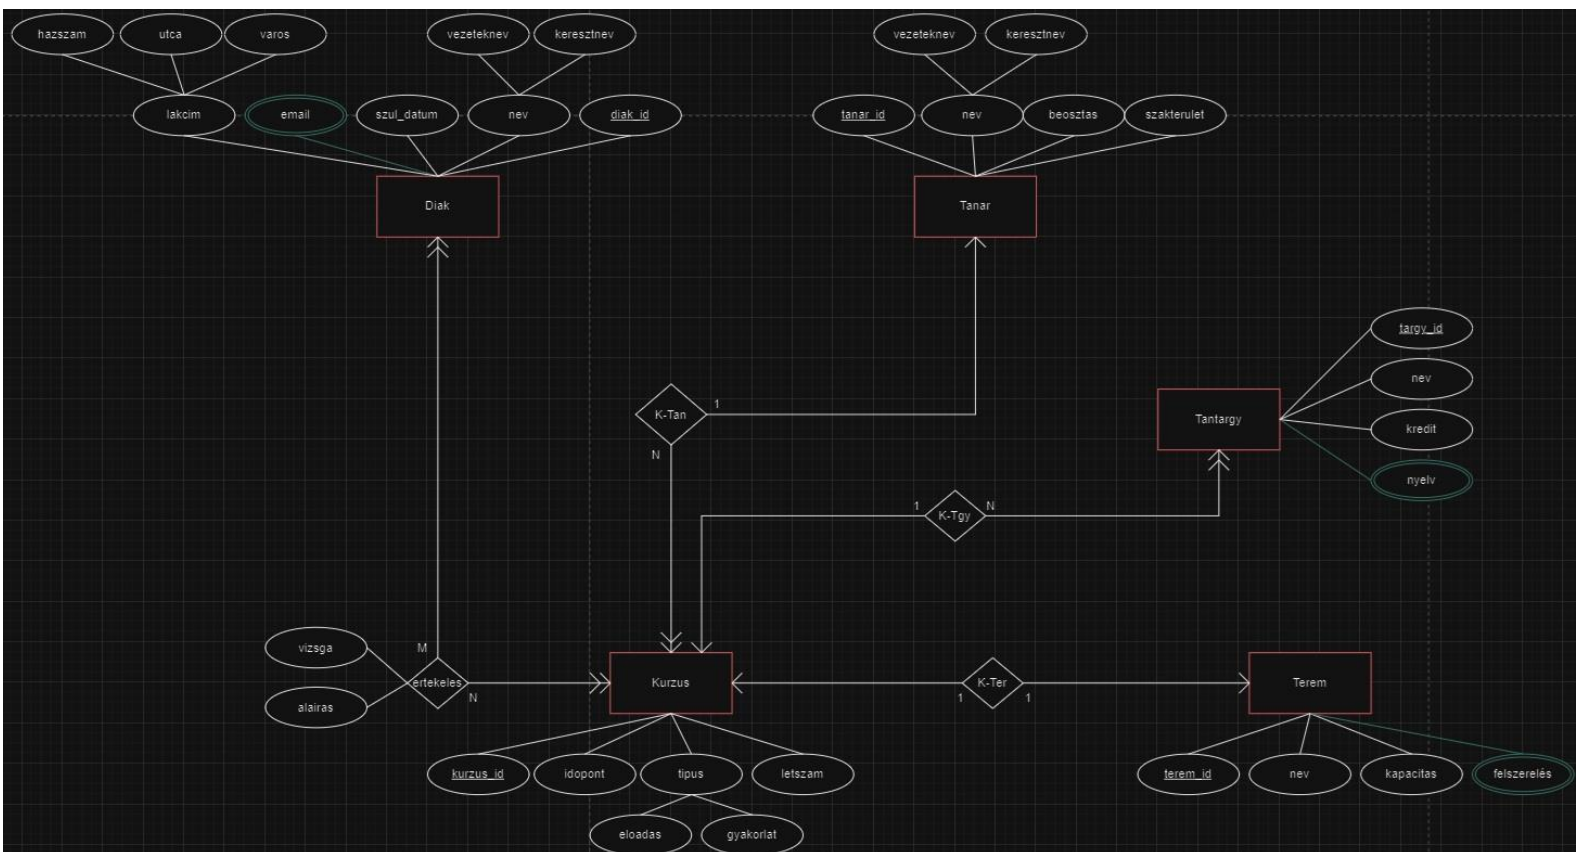 hazszam
utca
varos
vezeteknev
keresztnev
vezeteknev
keresztnev
lakcim
email
szul_datum
nev
diak_id
tanar_id
nev
beosztas
szakterulet
Diak
Tanar
targy_id
nev
kredit
nyelv
Tantargy
K-Tan
1
N
1
K-Tgy
N
vizsga
alairas
M
ertekeles
N
Kurzus
1
K-Ter
1
Terem
kurzus_id
idopont
tipus
letszam
eloadas
gyakorlat
terem_id
nev
kapacitas
felszerelés